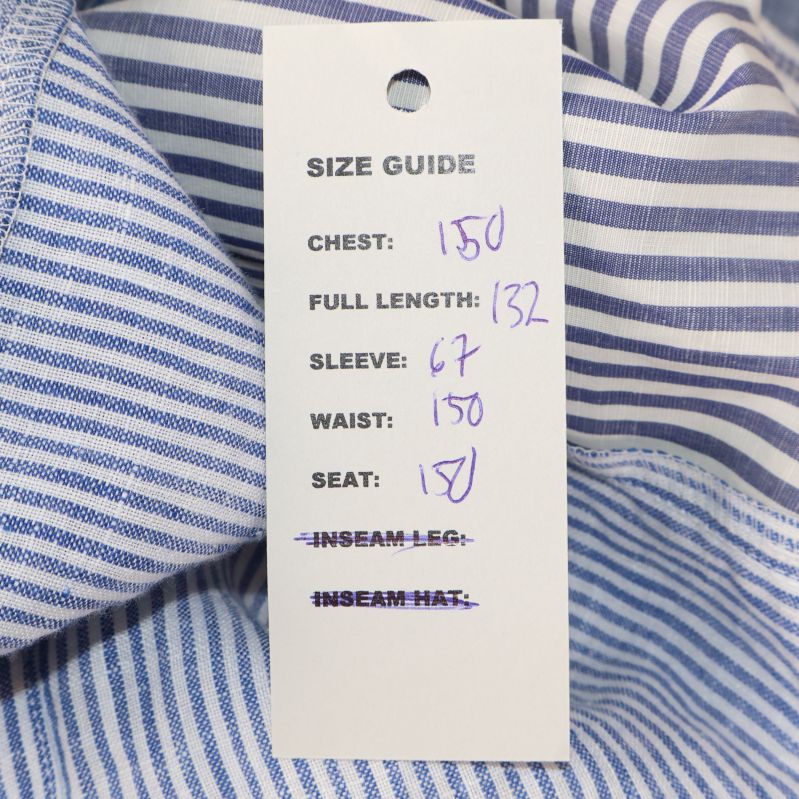 SIZE GUIDE
CHEST: 150
FULL LENGTH: 132
SLEEVE: 67
WAIST: 150
SEAT: 150
INSEAM LEG:
INSEAM HAT: